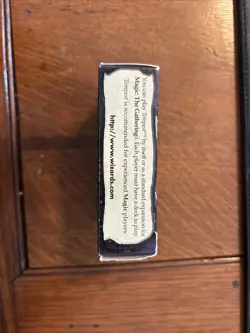 You can play Tempest™ by itself or as a standard expansion for
Magic: The Gathering®. Each player must have a deck to play.
Tempest is recommended for experienced Magic players.
http://www.wizards.com